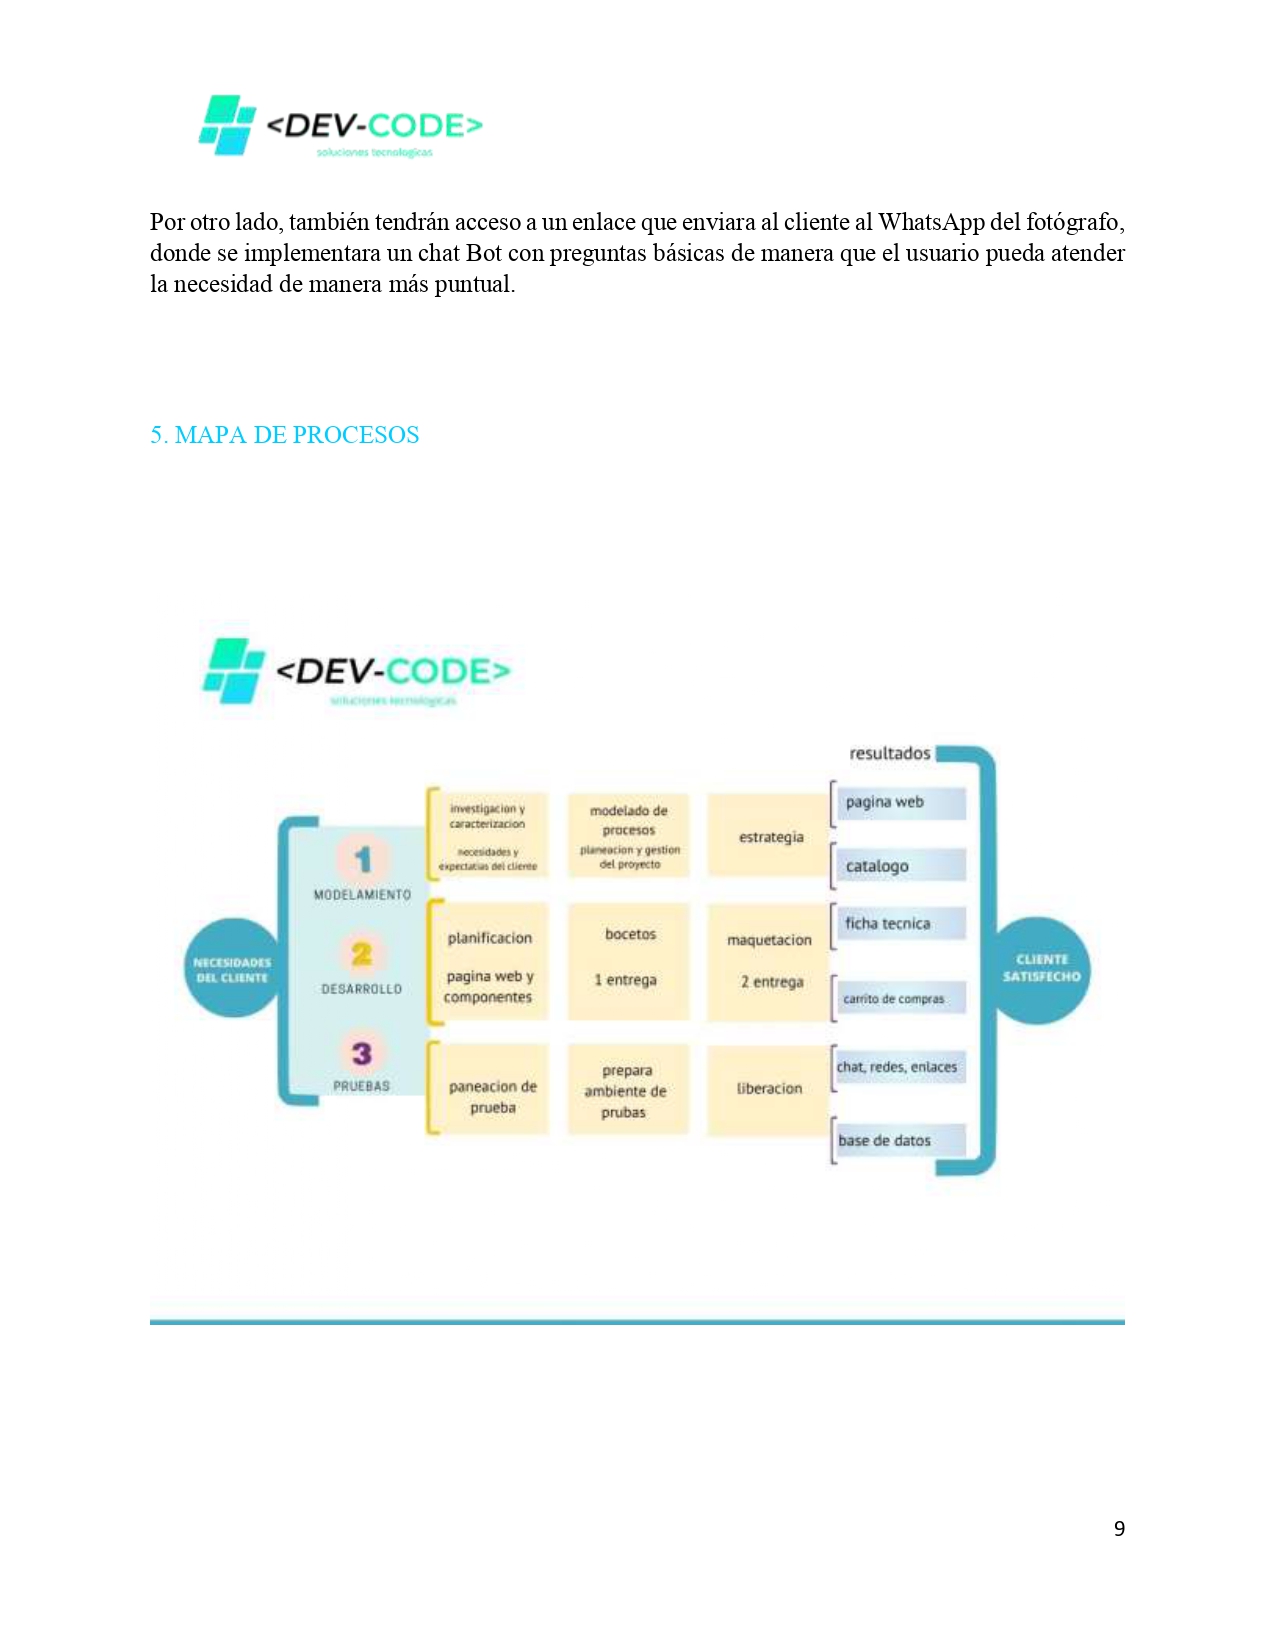 <DEV-CODE>
soluciones tecnologicas
Por otro lado, también tendrán acceso a un enlace que enviara al cliente al WhatsApp del fotógrafo,
donde se implementara un chat Bot con preguntas básicas de manera que el usuario pueda atender
la necesidad de manera más puntual.
5. MAPA DE PROCESOS
<DEV-CODE>
soluciones tecnologicas
NECESIDADES
DEL CLIENTE
1
MODELAMIENTO
2
DESARROLLO
3
PRUEBAS
investigacion y
caracterizacion
necesidades y
expectatias del cliente
modelado de
procesos
planeacion y gestion
del proyecto
estrategia
planificacion
pagina web y
componentes
bocetos
1 entrega
maquetacion
2 entrega
paneacion de
prueba
prepara
ambiente de
prubas
liberacion
resultados
pagina web
catalogo
ficha tecnica
carrito de compras
chat, redes, enlaces
base de datos
CLIENTE
SATISFECHO
9